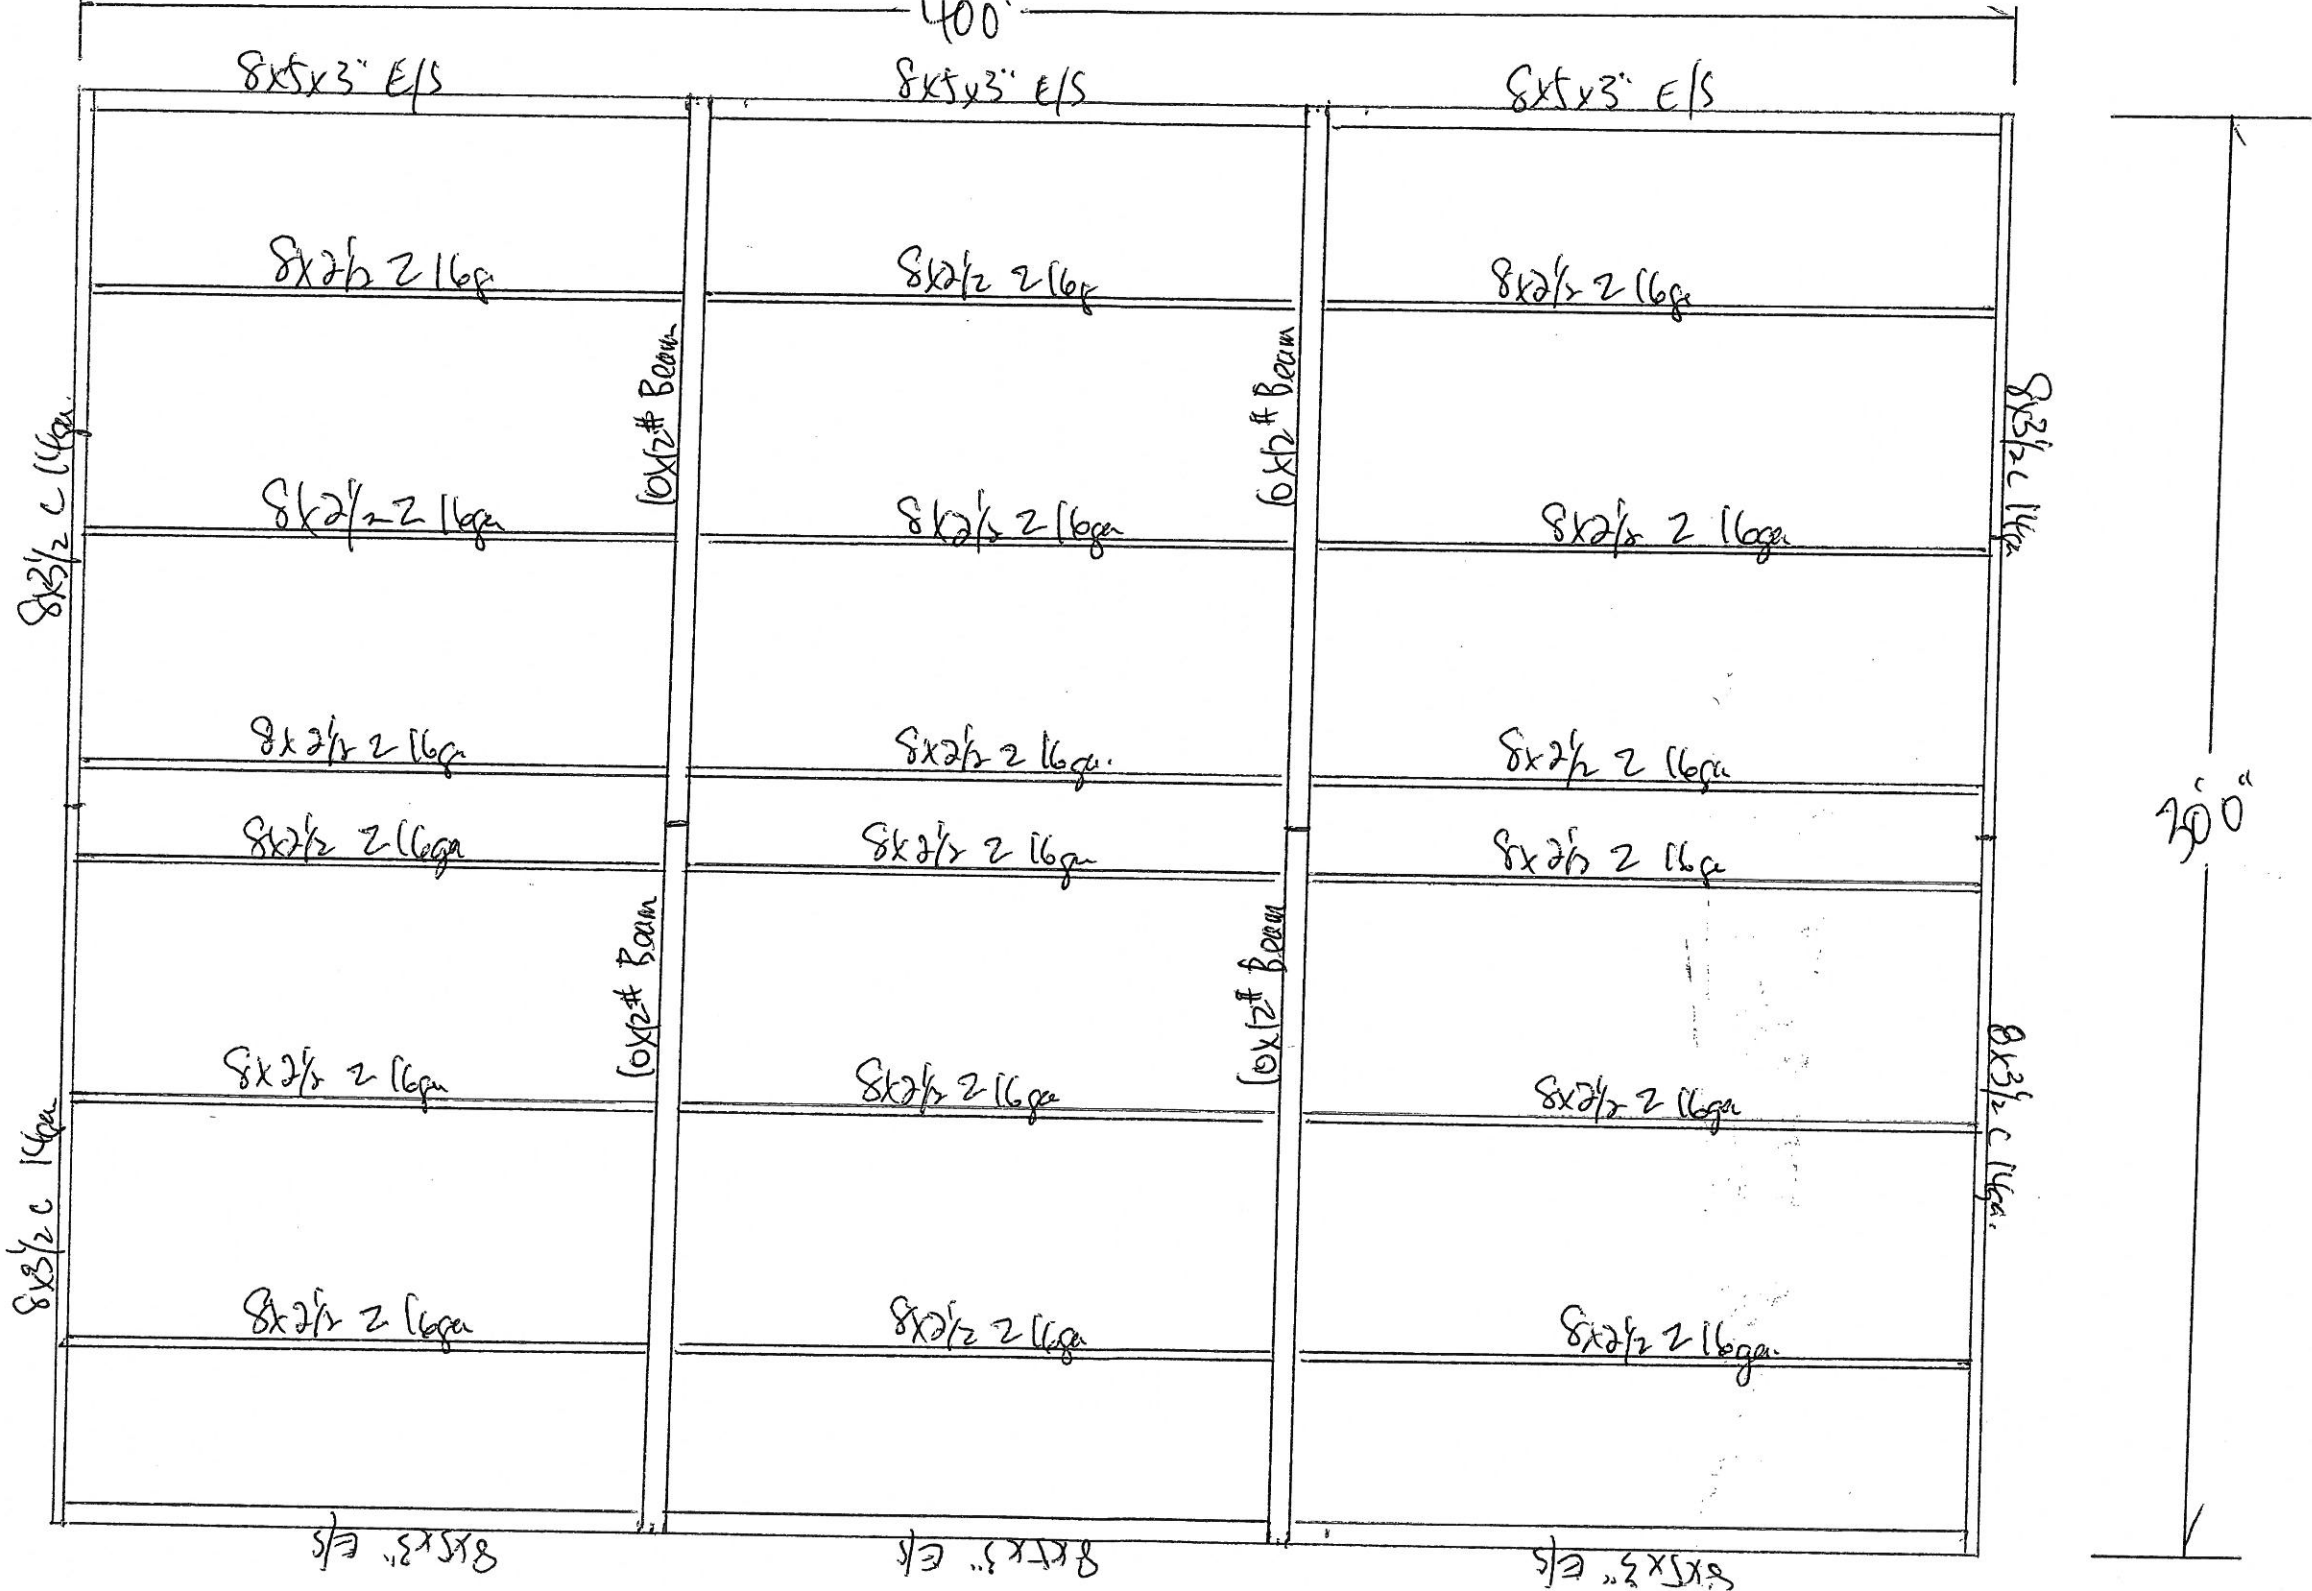 400
8x5x3" E/S
8x5x3" E/S
8x5x3" E/S
8x2½ Z 16g
8x2½ Z 16g
8x2½ Z 16ga
10x12# Beam
10x12# Beam
8x3½ C 14ga.
8x3½ C 14ga
8x2½ Z 16ga
8x2½ Z 16ga
8x2½ Z 16ga
8x2½ Z 16ga
8x2½ Z 16ga.
8x2½ Z 16ga
30'0"
8x2½ Z 16ga
8x2½ Z 16ga
8x2½ Z 16ga
10x12# Beam
10x12# Beam
8x2½ Z 16ga
8x2½ Z 16ga
8x2½ Z 16ga
8x3½ C 14ga
8x3½ C 14ga.
8x2½ Z 16ga
8x2½ Z 16ga
8x2½ Z 16ga.
8x5x3" E/S
8x5x3" E/S
8x5x3" E/S